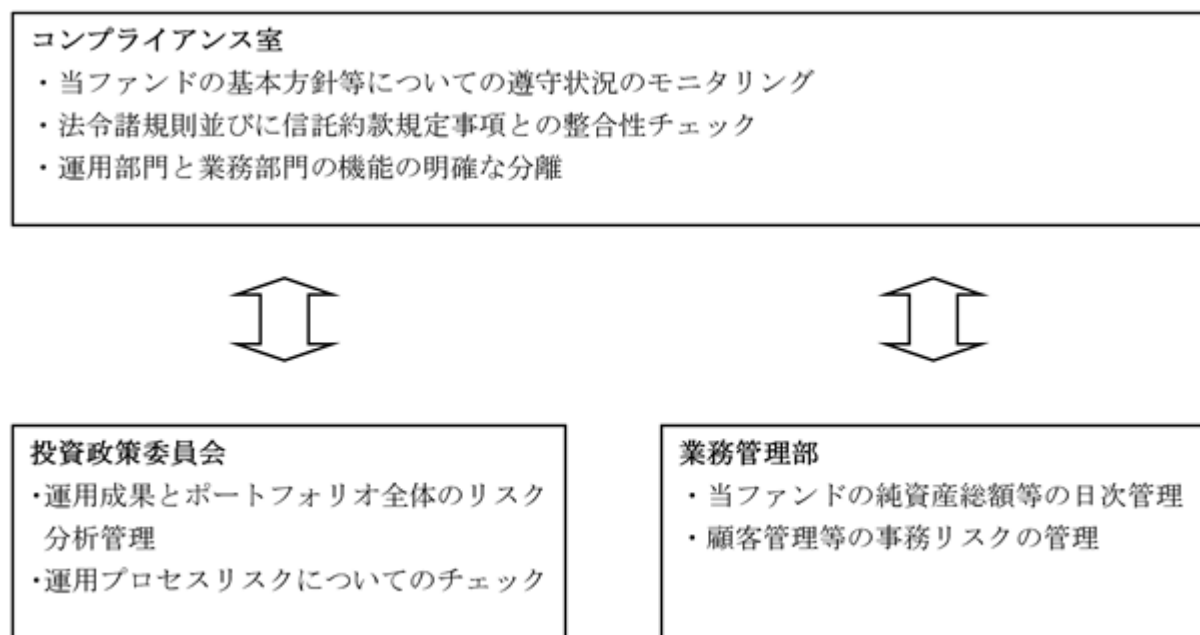 コンプライアンス室
・当ファンドの基本方針等についての遵守状況のモニタリング
・法令諸規則並びに信託約款規定事項との整合性チェック
・運用部門と業務部門の機能の明確な分離
投資政策委員会
・運用成果とポートフォリオ全体のリスク
分析管理
・運用プロセスリスクについてのチェック
業務管理部
・当ファンドの純資産総額等の日次管理
・顧客管理等の事務リスクの管理